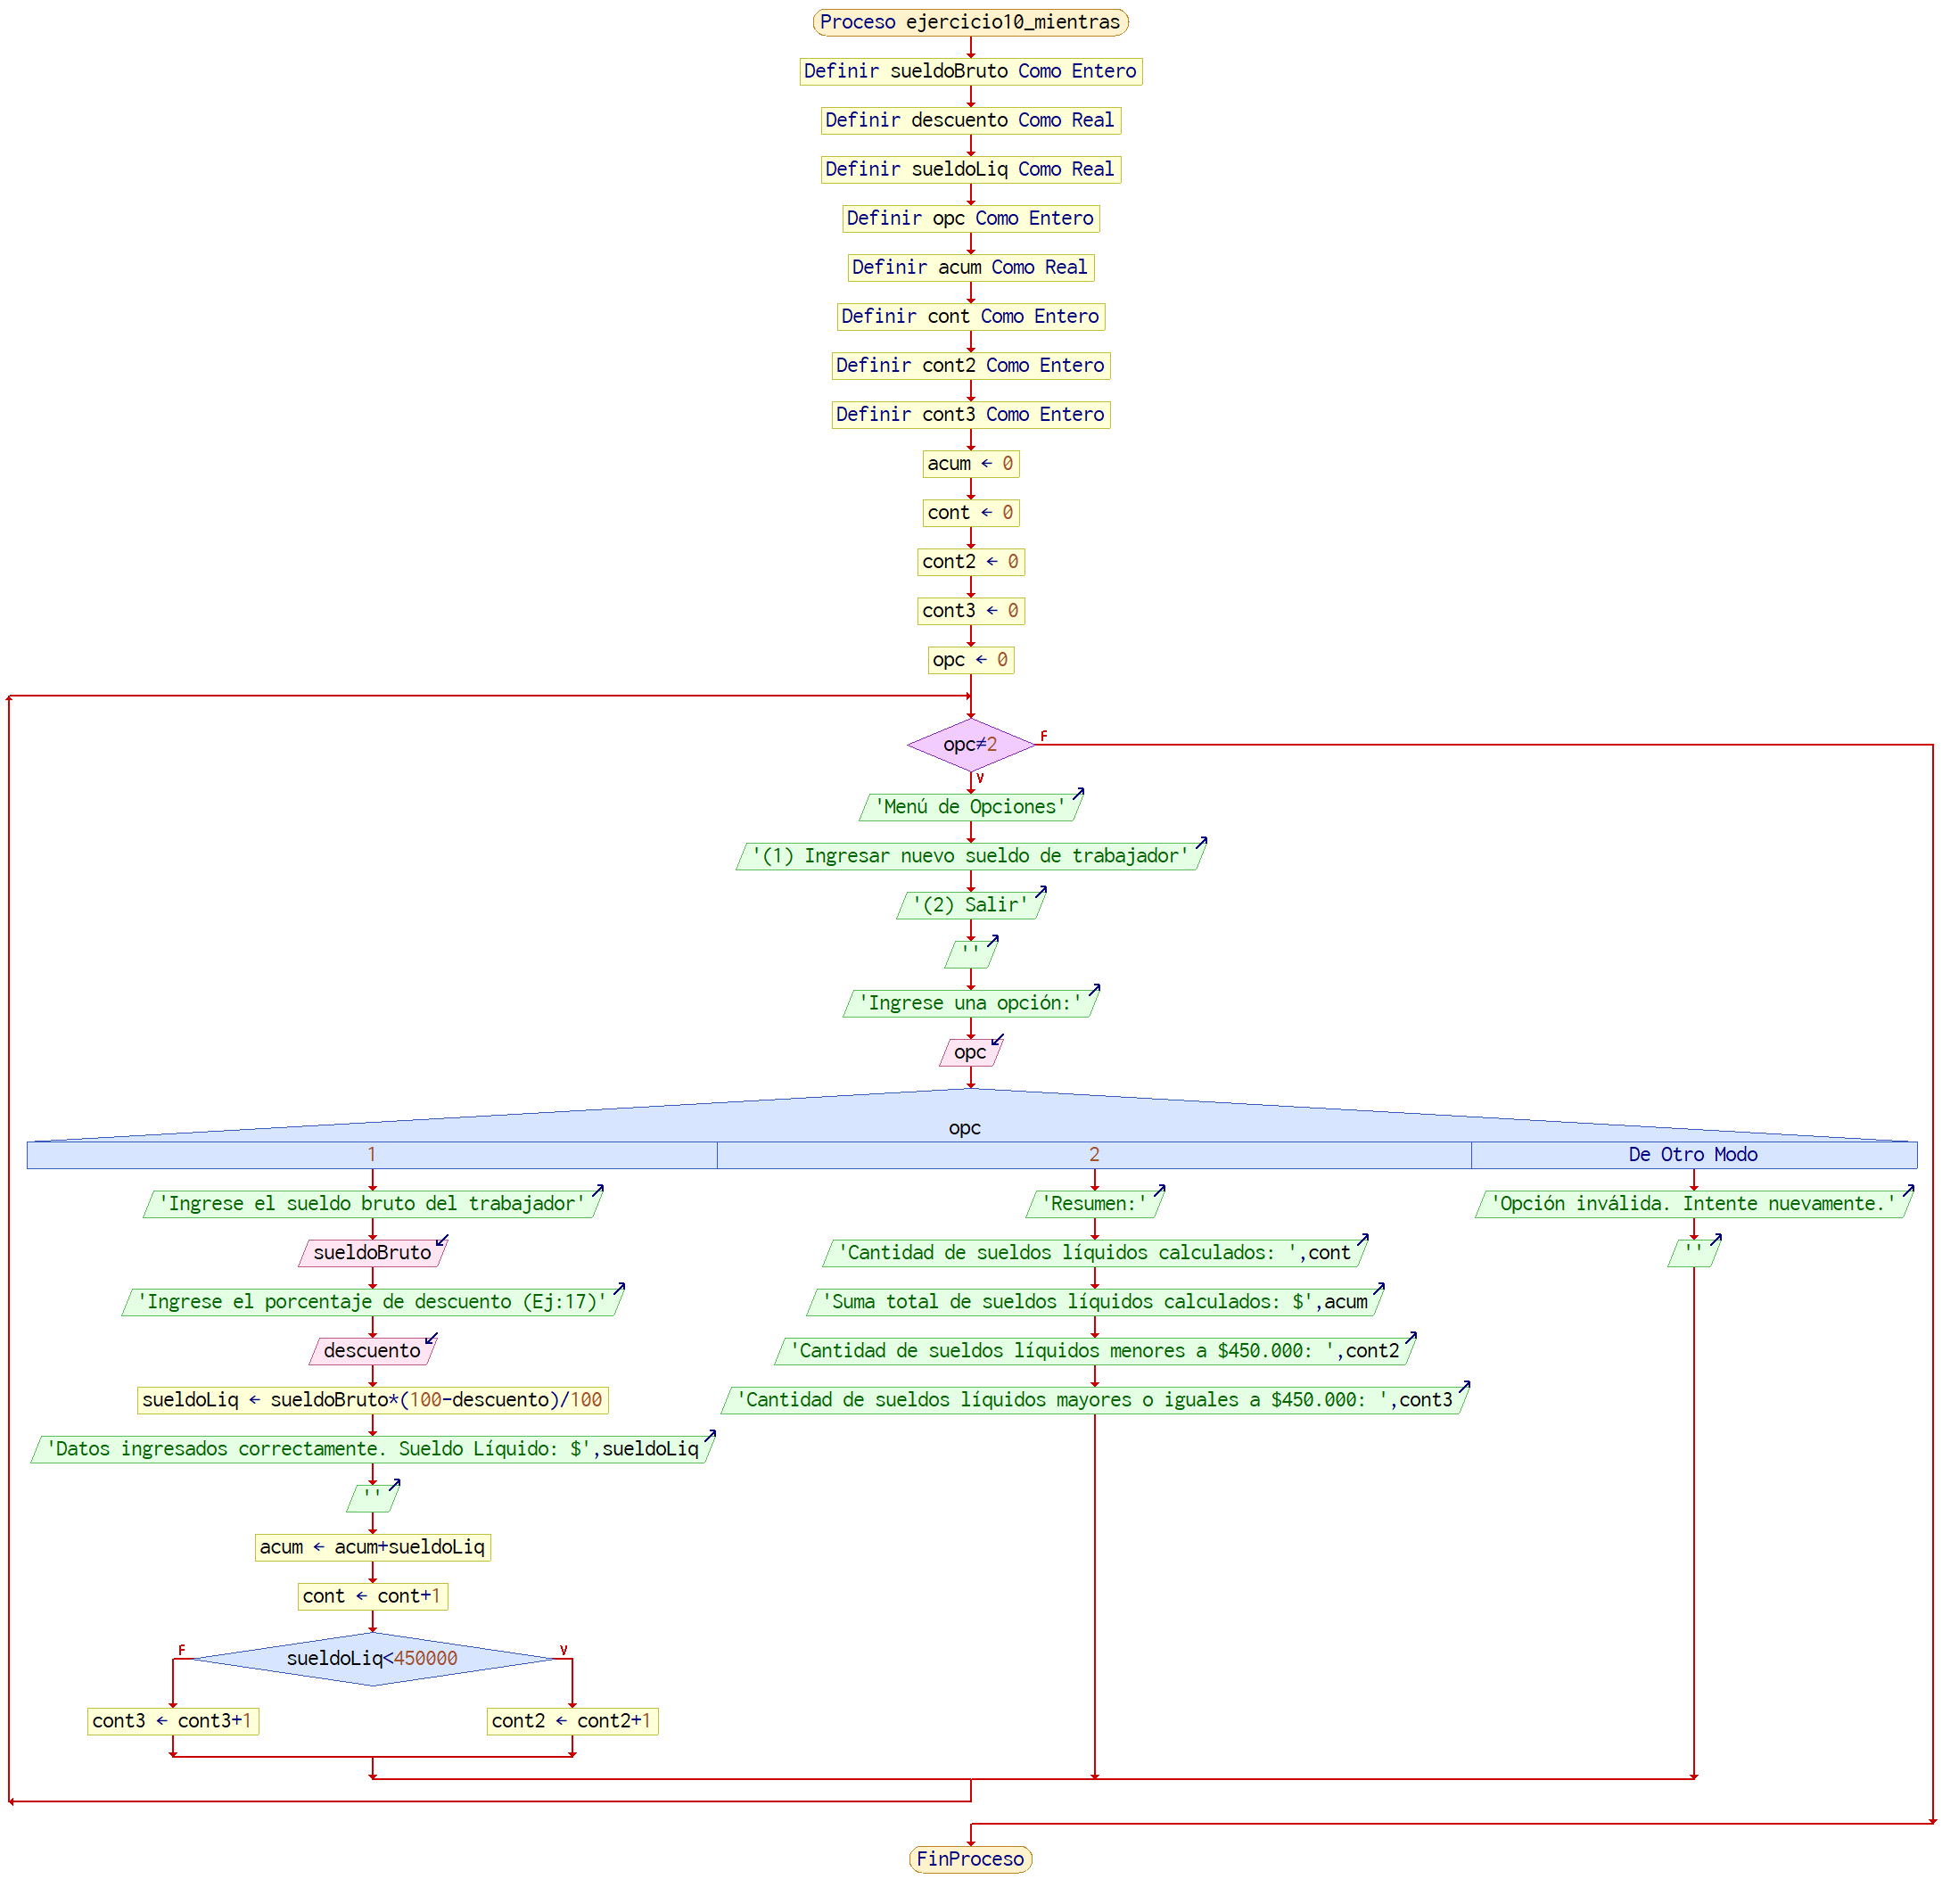 Proceso ejercicio10_mientras
Definir sueldoBruto Como Entero
Definir descuento Como Real
Definir sueldoLiq Como Real
Definir opc Como Entero
Definir acum Como Real
Definir cont Como Entero
Definir cont2 Como Entero
Definir cont3 Como Entero
acum ← 0
cont ← 0
cont2 ← 0
cont3 ← 0
opc ← 0
opc≠2
F
V
'Menú de Opciones'
'(1) Ingresar nuevo sueldo de trabajador'
'(2) Salir'
''
'Ingrese una opción:'
opc
opc
1
2
De Otro Modo
'Ingrese el sueldo bruto del trabajador'
sueldoBruto
'Ingrese el porcentaje de descuento (Ej:17)'
descuento
sueldoLiq ← sueldoBruto*(100-descuento)/100
'Datos ingresados correctamente. Sueldo Líquido: $',sueldoLiq
''
acum ← acum+sueldoLiq
cont ← cont+1
sueldoLiq<450000
F
V
cont3 ← cont3+1
cont2 ← cont2+1
'Resumen:'
'Cantidad de sueldos líquidos calculados: ',cont
'Suma total de sueldos líquidos calculados: $',acum
'Cantidad de sueldos líquidos menores a $450.000: ',cont2
'Cantidad de sueldos líquidos mayores o iguales a $450.000: ',cont3
'Opción inválida. Intente nuevamente.'
''
FinProceso